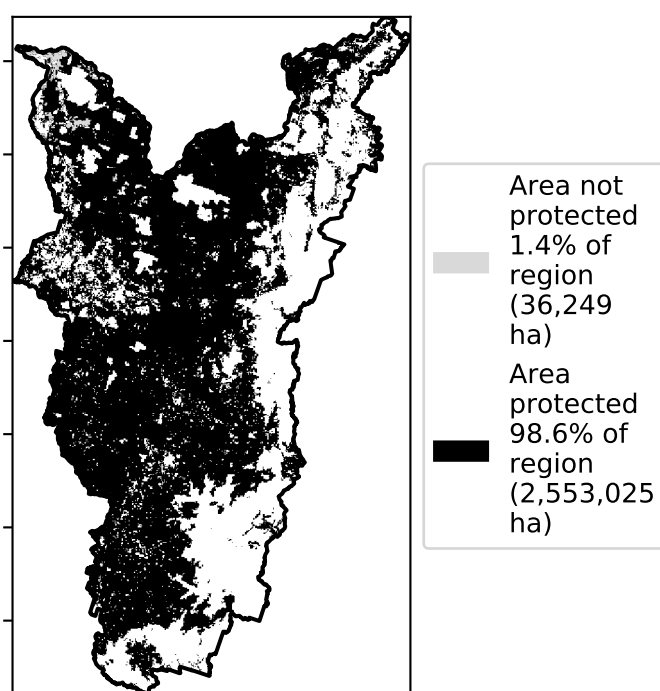 Area not
protected
1.4% of
region
(36,249
ha)
Area
protected
98.6% of
region
(2,553,025
ha)